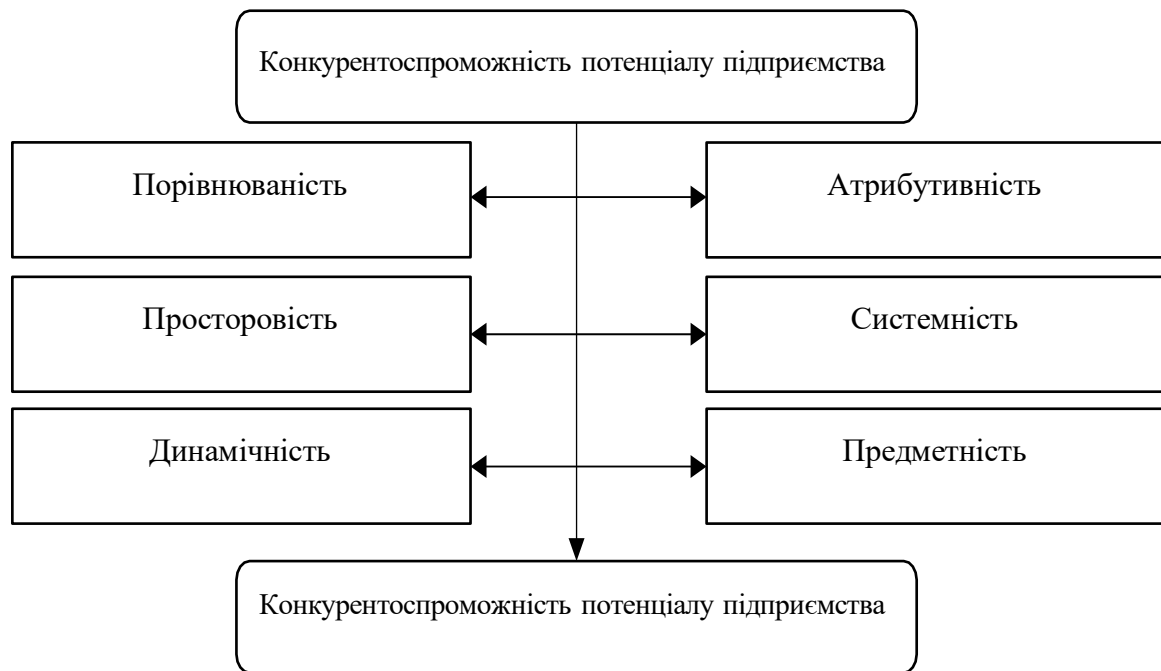 Конкурентоспроможність потенціалу підприємства
Порівнюваність
Атрибутивність
Просторовість
Системність
Динамічність
Предметність
Конкурентоспроможність потенціалу підприємства